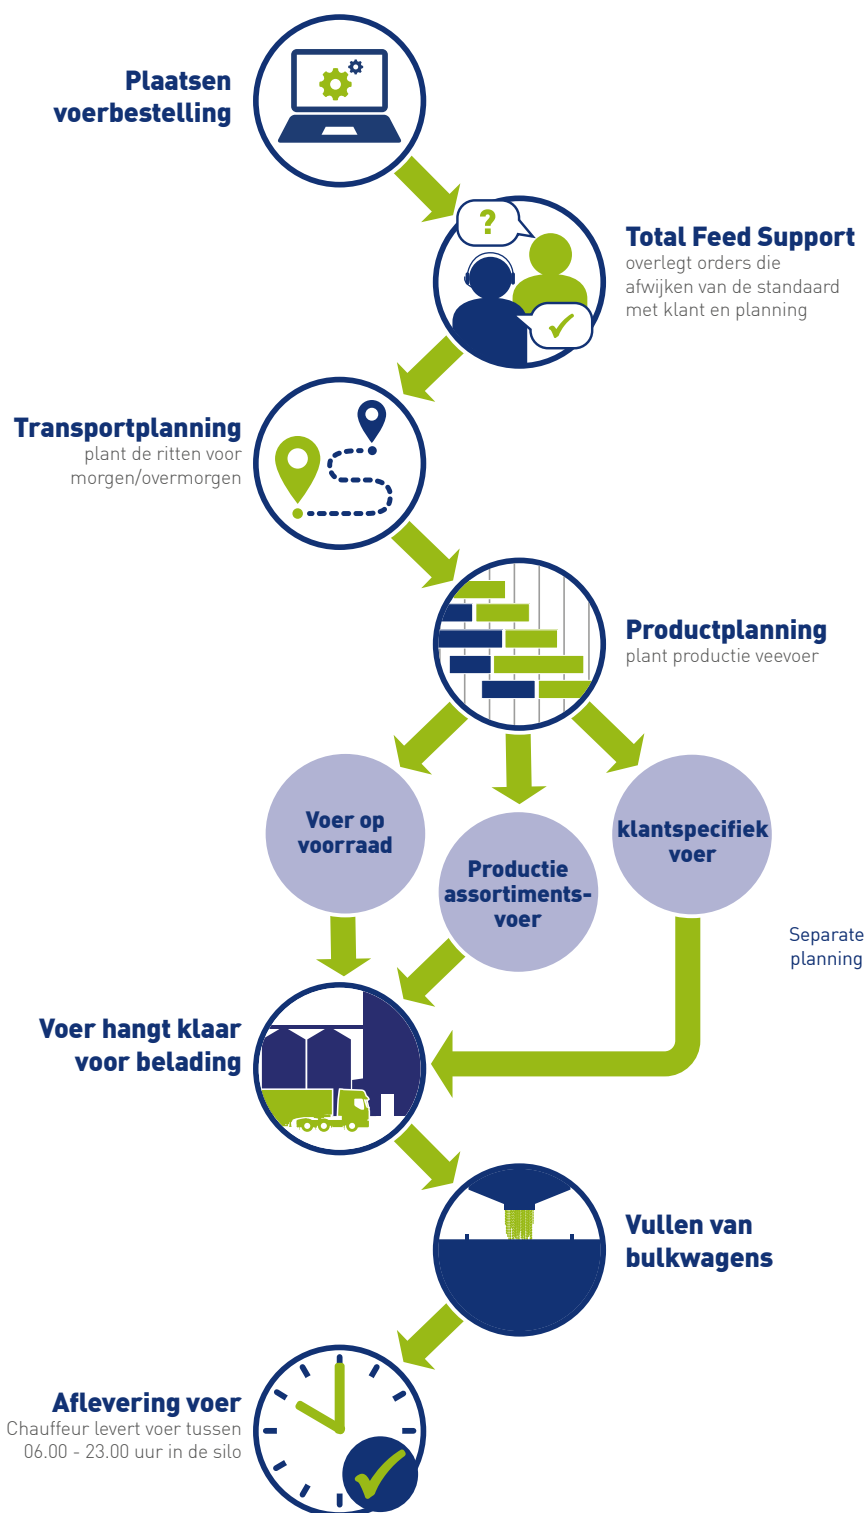 Plaatsen
voerbestelling
?
Total Feed Support
overlegt orders die
afwijken van de standaard
met klant en planning
Transportplanning
plant de ritten voor
morgen/overmorgen
Productplanning
plant productie veevoer
Voer op
voorraad
Productie
assortiments-
voer
klantspecifiek
voer
Separate
planning
Voer hangt klaar
voor belading
Vullen van
bulkwagens
Aflevering voer
Chauffeur levert voer tussen
06.00 - 23.00 uur in de silo